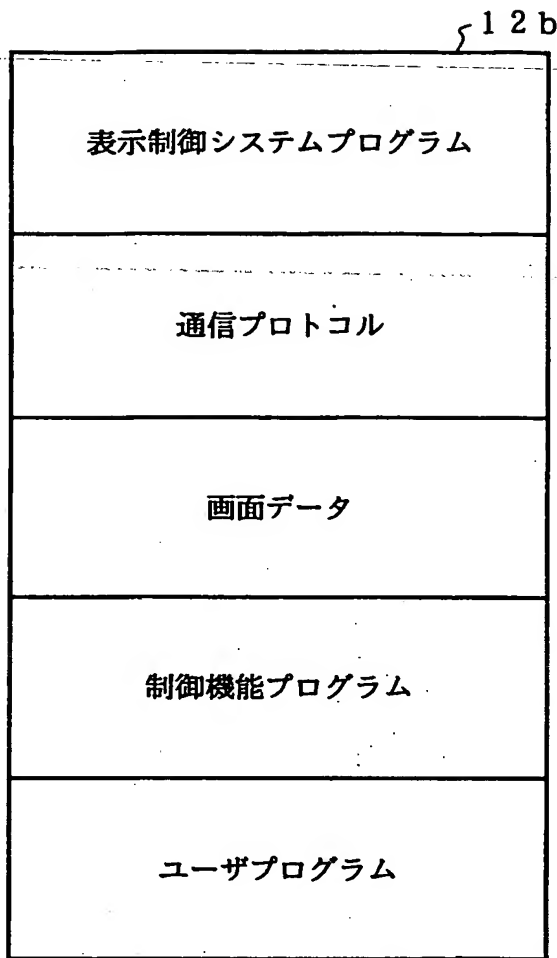 12b
表示制御システムプログラム
通信プロトコル
画面データ
制御機能プログラム
ユーザプログラム